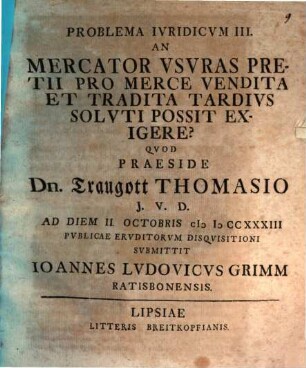 9
PROBLEMA IVRIDICVM III.
AN
MERCATOR VSVRAS PRE-
TII PRO MERCE VENDITA
ET TRADITA TARDIVS
SOLVTI POSSIT EX-
IGERE?
QVOD
PRAESIDE
Dn. Traugott THOMASIO
J. V. D.
AD DIEM II. OCTOBRIS cIɔ Iɔ CCXXXIII
PVBLICAE ERVDITORVM DISQVISITIONI
SVBMITTIT
IOANNES LVDOVICVS GRIMM
RATISBONENSIS.
LIPSIAE
LITTERIS BREITKOPFIANIS.